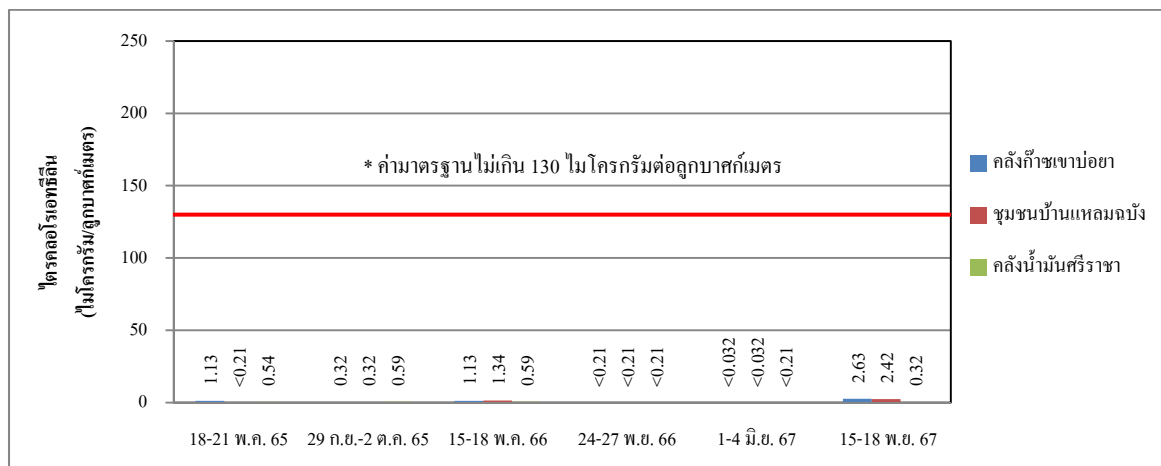 250
200
150
100
50
0
ไตรคลอโรเอทธีลีน
(ไมโครกรัม/ลูกบาศก์เมตร)
* ค่ามาตรฐานไม่เกิน 130 ไมโครกรัมต่อลูกบาศก์เมตร
1.13 <0.21 0.54
0.32 0.32 0.59
1.13 1.34 0.59
<0.21 <0.21 <0.21
<0.032 <0.032 <0.21
2.63 2.42 0.32
18-21 พ.ค. 65
29 ก.ย.-2 ต.ค. 65
15-18 พ.ค. 66
24-27 พ.ย. 66
1-4 มิ.ย. 67
15-18 พ.ย. 67
คลังก๊าซเขาบ่อยา
ชุมชนบ้านแหลมฉบัง
คลังน้ำมันศรีราชา